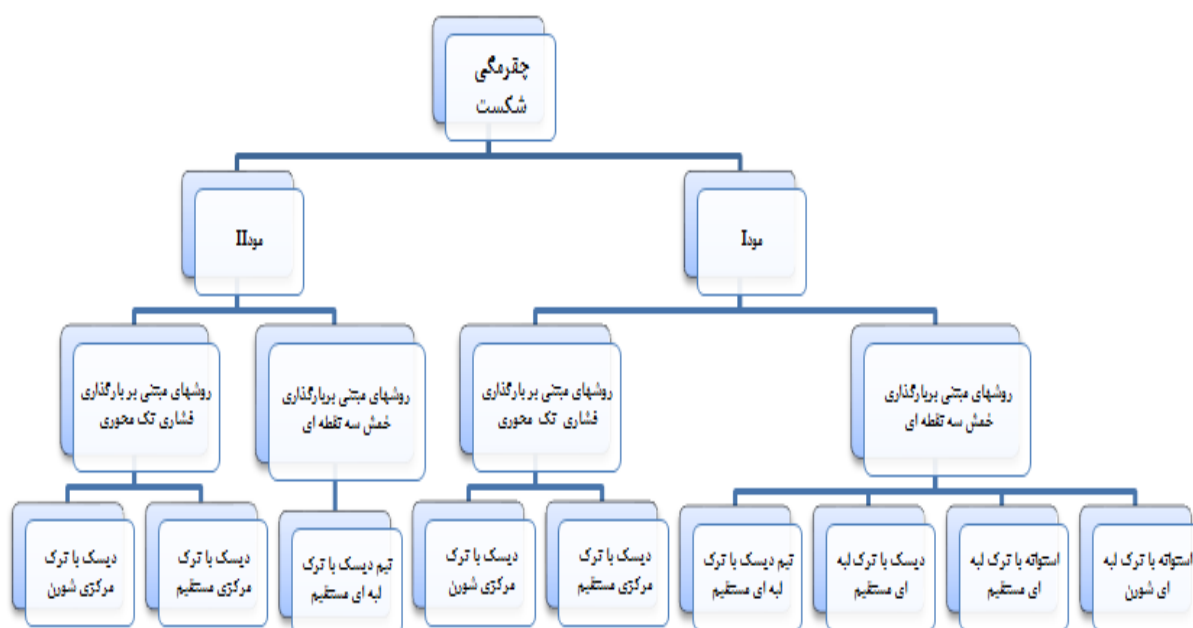 چقرمگی
شکست
مودI
مودII
روشهای مبتنی بربارگذاری
خمش سه نقطه ای
روشهای مبتنی بر بارگذاری
فشاری تک محوری
روشهای مبتنی بربارگذاری
خمش سه نقطه ای
روشهای مبتنی بر بارگذاری
فشاری تک محوری
استوانه با ترک لبه
ای شورن
استوانه با ترک لبه
ای مستقیم
دیسک با ترک لبه
ای مستقیم
نیم دیسک با ترک
لبه ای مستقیم
دیسک با ترک
مرکزی مستقیم
دیسک با ترک
مرکزی شورن
نیم دیسک با ترک
لبه ای مستقیم
دیسک با ترک
مرکزی مستقیم
دیسک با ترک
مرکزی شورن